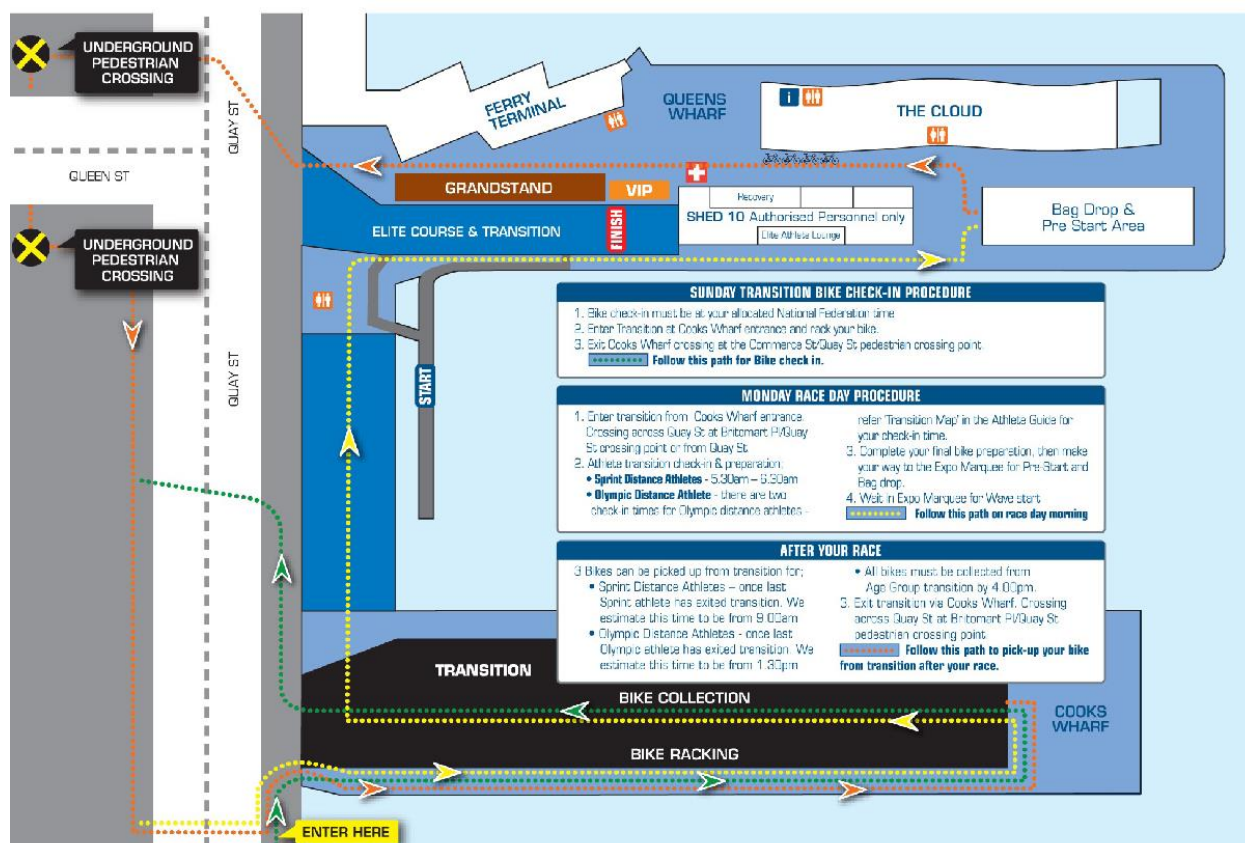 UNDERGROUND
PEDESTRIAN
CROSSING
QUAY ST
QUEEN ST
UNDERGROUND
PEDESTRIAN
CROSSING
QUAY ST
FERRY
TERMINAL
QUEENS
WHARF
i
THE CLOUD
GRANDSTAND
VIP
Recovery
SHED 10 Authorised Personnel only
Elite Athlete Lounge
ELITE COURSE & TRANSITION
FINISH
Bag Drop &
Pre Start Area
START
SUNDAY TRANSITION BIKE CHECK-IN PROCEDURE
1. Bike check-in must be at your allocated National Federation time
2. Enter Transition at Cooks Wharf entrance and rack your bike.
3. Exit Cooks Wharf crossing at the Commerce St/Quay St pedestrian crossing point
Follow this path for Bike check in.
MONDAY RACE DAY PROCEDURE
1. Enter transition from Cooks Wharf entrance.
Crossing across Quay St at Britomart Pl/Quay
St crossing point or from Quay St
2. Athlete transition check-in & preparation;
• Sprint Distance Athletes - 5.30am – 6.30am
• Olympic Distance Athlete - there are two
check-in times for Olympic distance athletes -
refer 'Transition Map' in the Athlete Guide for
your check-in time.
3. Complete your final bike preparation, then make
your way to the Expo Marquee for Pre-Start and
Bag drop.
4. Wait in Expo Marquee for Wave start
Follow this path on race day morning
AFTER YOUR RACE
3 Bikes can be picked up from transition for;
• Sprint Distance Athletes – once last
Sprint athlete has exited transition. We
estimate this time to be from 9.00am
• Olympic Distance Athletes - once last
Olympic athlete has exited transition. We
estimate this time to be from 1.30pm
• All bikes must be collected from
Age Group transition by 4.00pm.
3. Exit transition via Cooks Wharf. Crossing
across Quay St at Britomart Pl/Quay St
pedestrian crossing point
Follow this path to pick-up your bike
from transition after your race.
TRANSITION
BIKE COLLECTION
BIKE RACKING
COOKS
WHARF
ENTER HERE